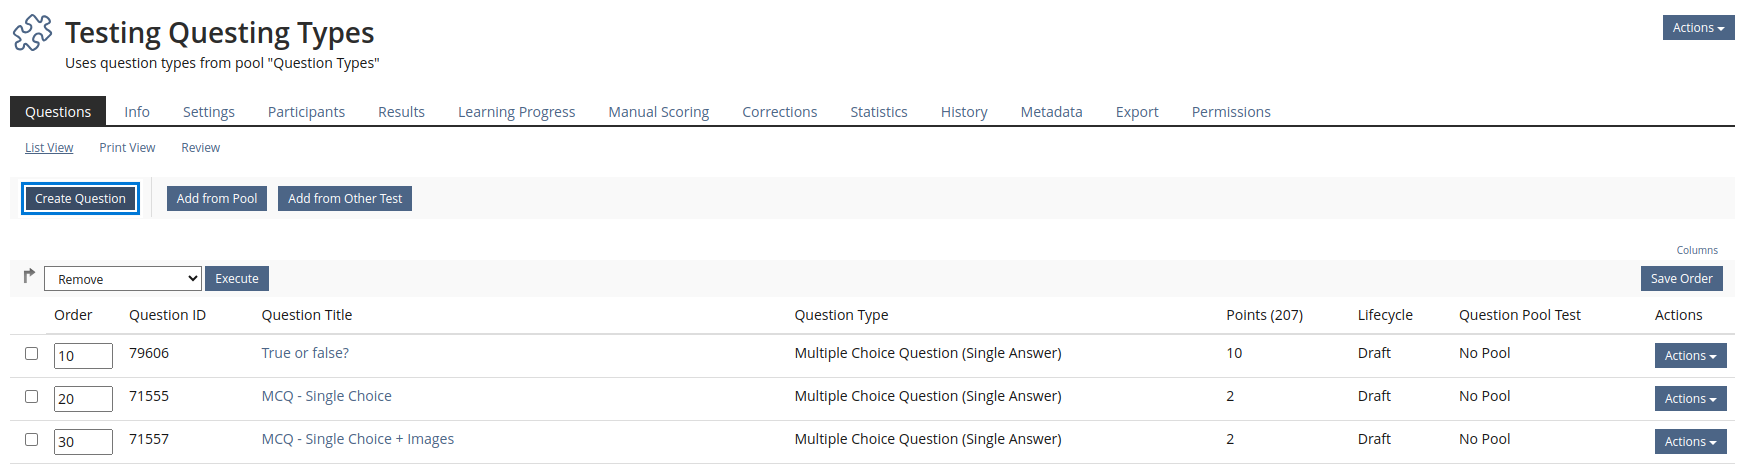 Testing Questing Types
Actions
Uses question types from pool "Question Types"
Questions Info Settings Participants Results Learning Progress Manual Scoring Corrections Statistics History Metadata Export Permissions
List View Print View Review
Create Question Add from Pool Add from Other Test
Columns
Remove Execute Save Order
Order Question ID Question Title Question Type Points (207) Lifecycle Question Pool Test Actions
10 79606 True or false? Multiple Choice Question (Single Answer) 10 Draft No Pool Actions
20 71555 MCQ - Single Choice Multiple Choice Question (Single Answer) 2 Draft No Pool Actions
30 71557 MCQ - Single Choice + Images Multiple Choice Question (Single Answer) 2 Draft No Pool Actions